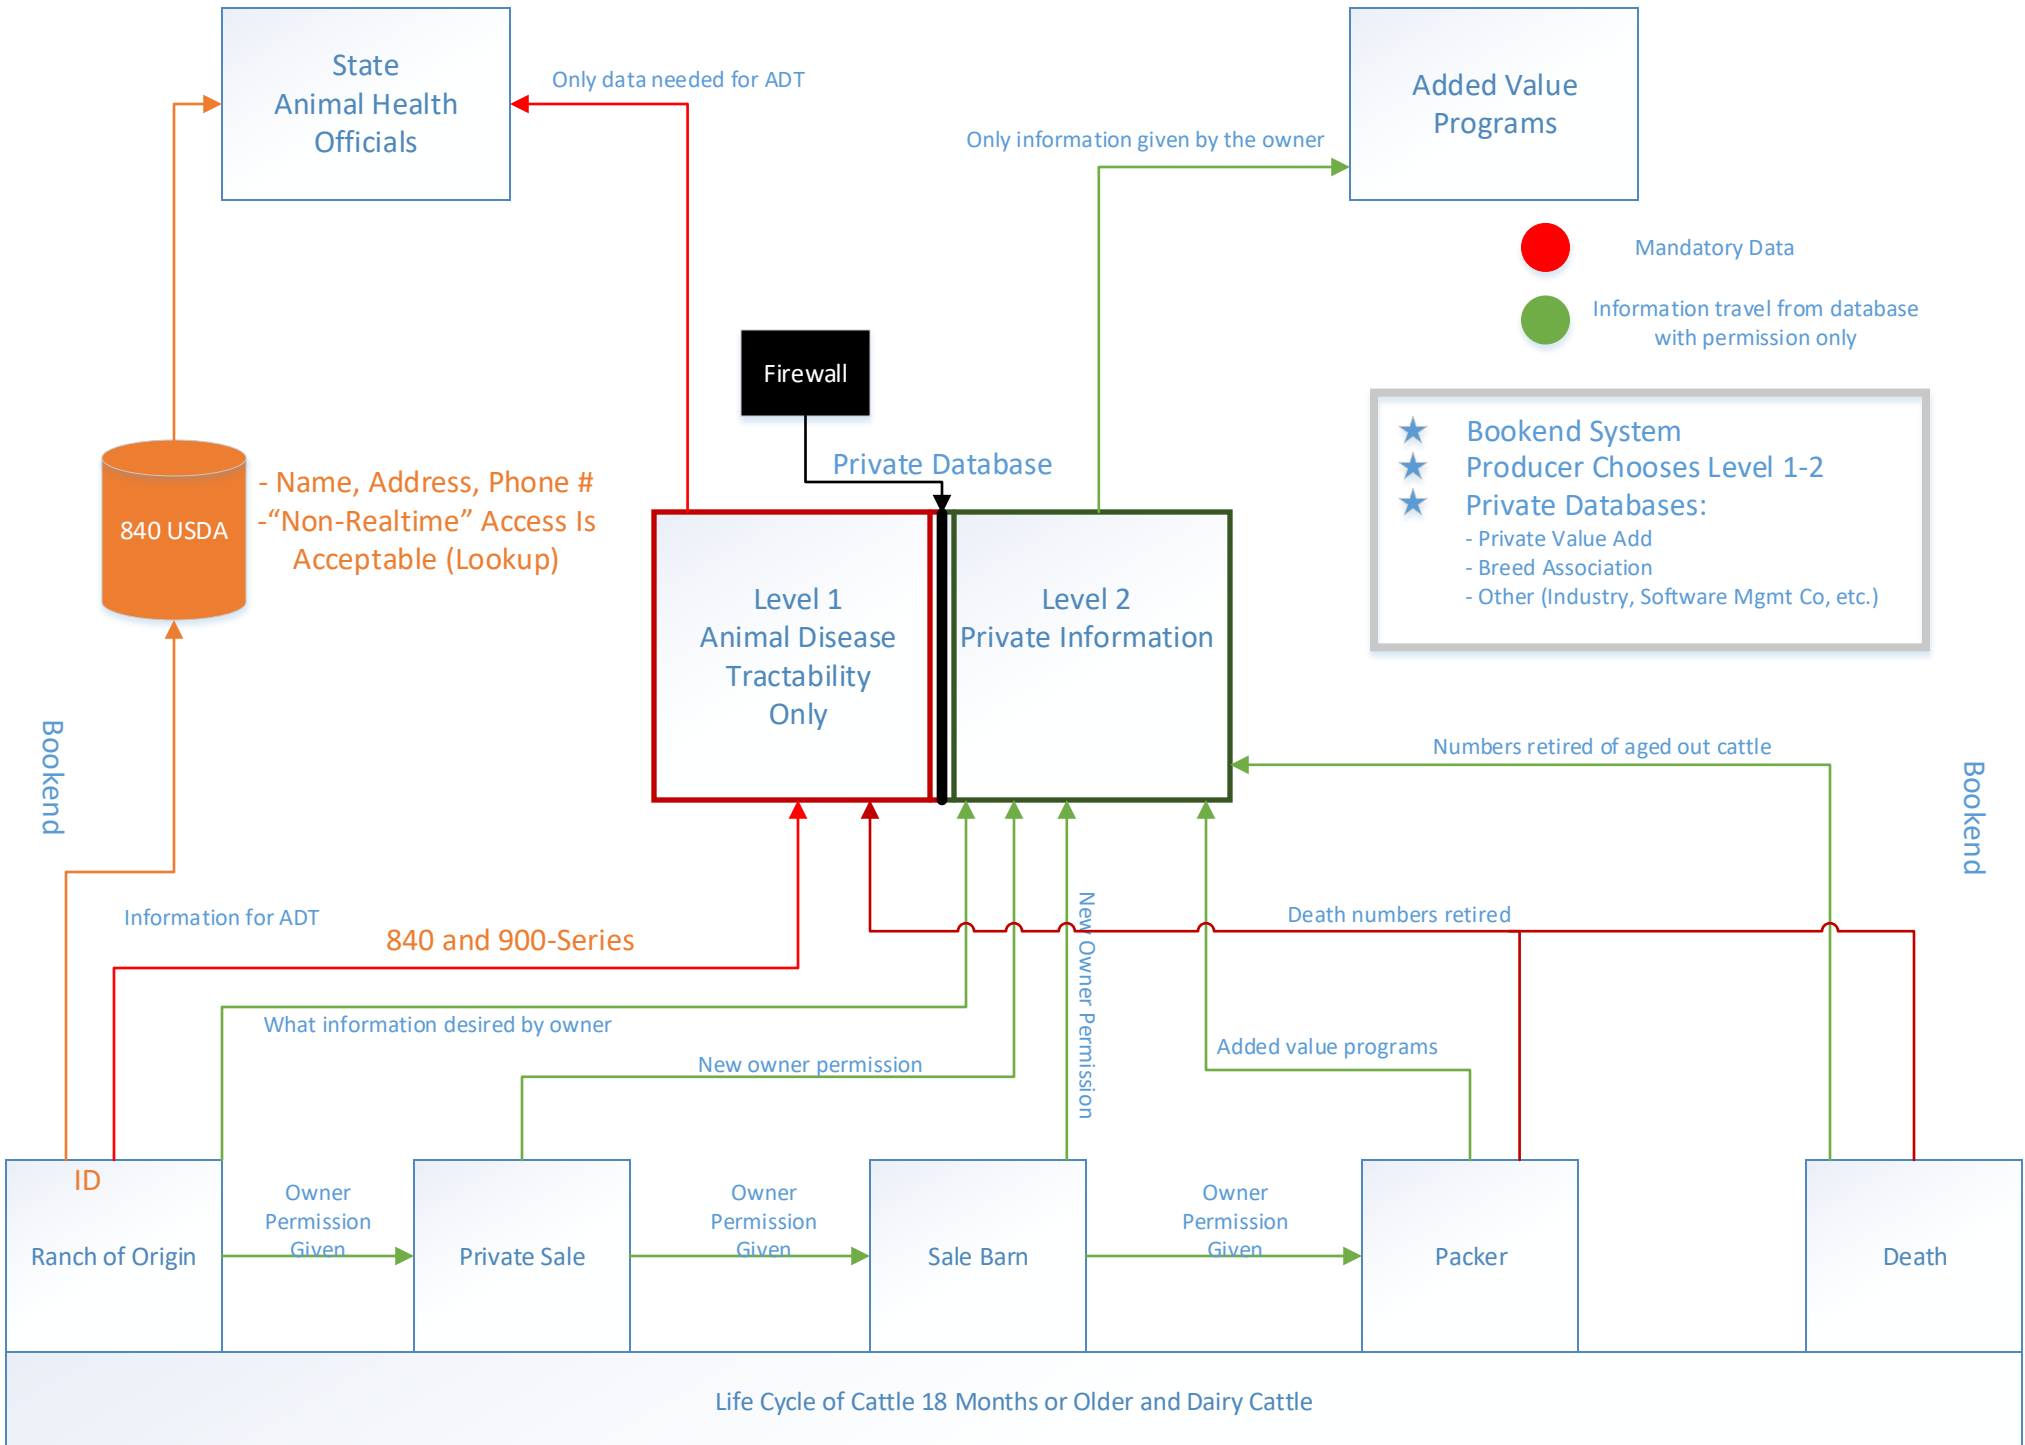 State
Animal Health
Officials
Only data needed for ADT
Added Value
Programs
Only information given by the owner
Mandatory Data
Information travel from database
with permission only
Firewall
Private Database
Bookend System
Producer Chooses Level 1-2
Private Databases:
- Private Value Add
- Breed Association
- Other (Industry, Software Mgmt Co, etc.)
840 USDA
- Name, Address, Phone #
-“Non-Realtime” Access Is
Acceptable (Lookup)
Level 1
Animal Disease
Tractability
Only
Level 2
Private Information
Bookend
Numbers retired of aged out cattle
Bookend
Information for ADT
840 and 900-Series
Death numbers retired
What information desired by owner
New owner permission
New Owner Permission
Added value programs
ID
Ranch of Origin
Owner
Permission
Given
Private Sale
Owner
Permission
Given
Sale Barn
Owner
Permission
Given
Packer
Death
Life Cycle of Cattle 18 Months or Older and Dairy Cattle